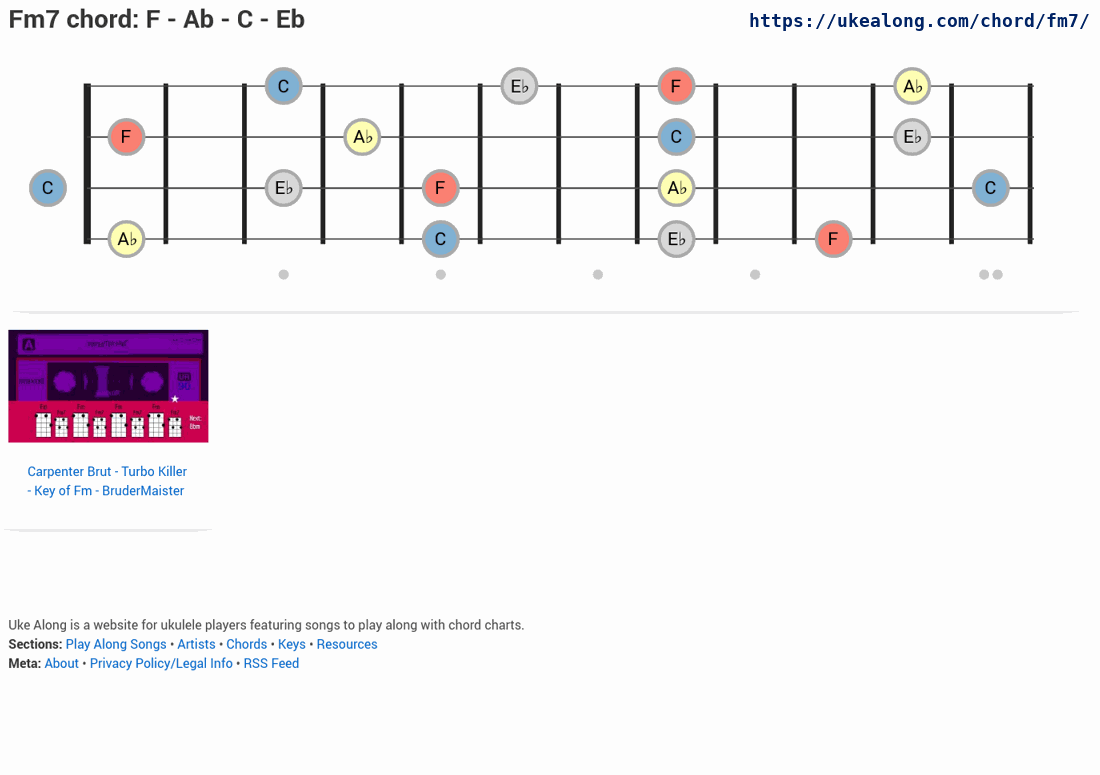 Fm7 chord: F - Ab - C - Eb
https://ukealong.com/chord/fm7/
C E♭ F A♭
F A♭ C E♭
C E♭ F A♭ C
A♭ C E♭ F
A
Next:
Ebm
Carpenter Brut - Turbo Killer
- Key of Fm - BruderMaister
Uke Along is a website for ukulele players featuring songs to play along with chord charts.
Sections: Play Along Songs • Artists • Chords • Keys • Resources
Meta: About • Privacy Policy/Legal Info • RSS Feed